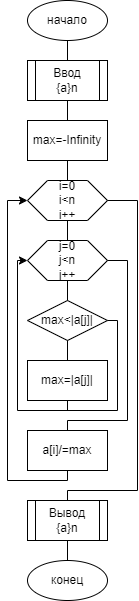 начало
Ввод
{a}n
max=-Infinity
i=0
i<n
i++
j=0
j<n
j++
max<|a[j]|
max=|a[j]|
a[i]/=max
Вывод
{a}n
конец